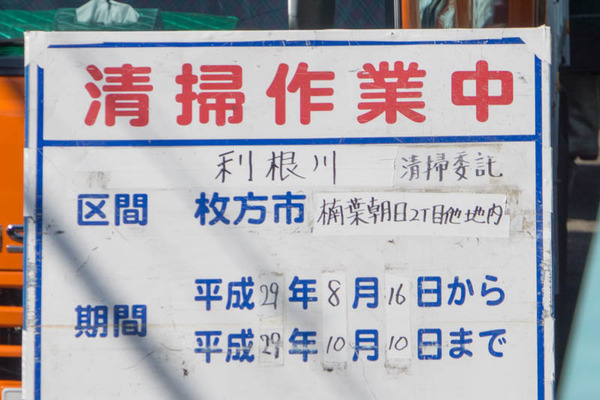 清掃作業中
利根川 清掃委託
区間 枚方市 楠葉朝日2丁目他地内
期間 平成29年8月16日から
平成29年10月10日まで